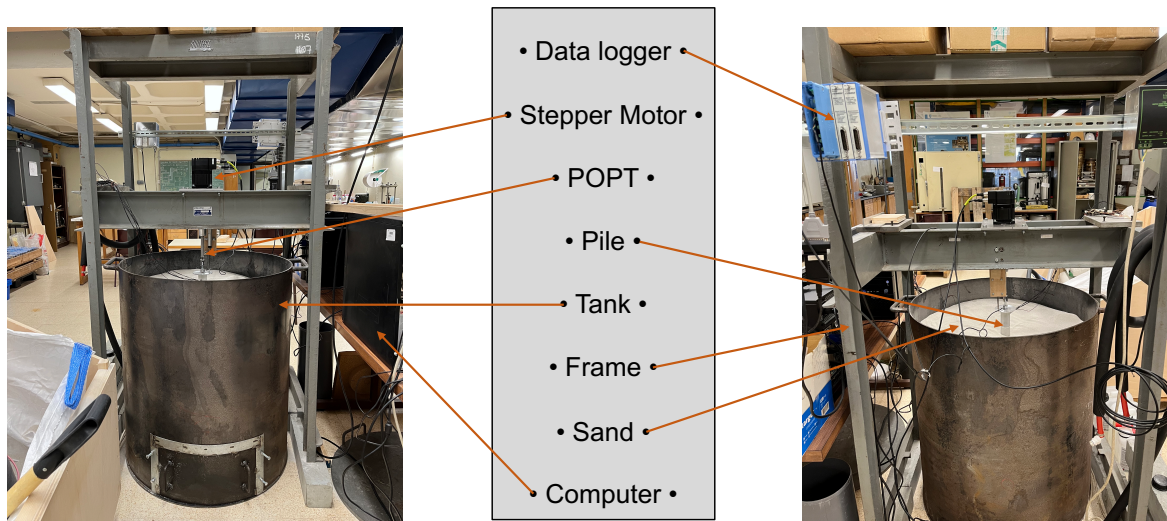 • Data logger •
• Stepper Motor •
• POPT •
• Pile •
• Tank •
• Frame •
• Sand •
• Computer •